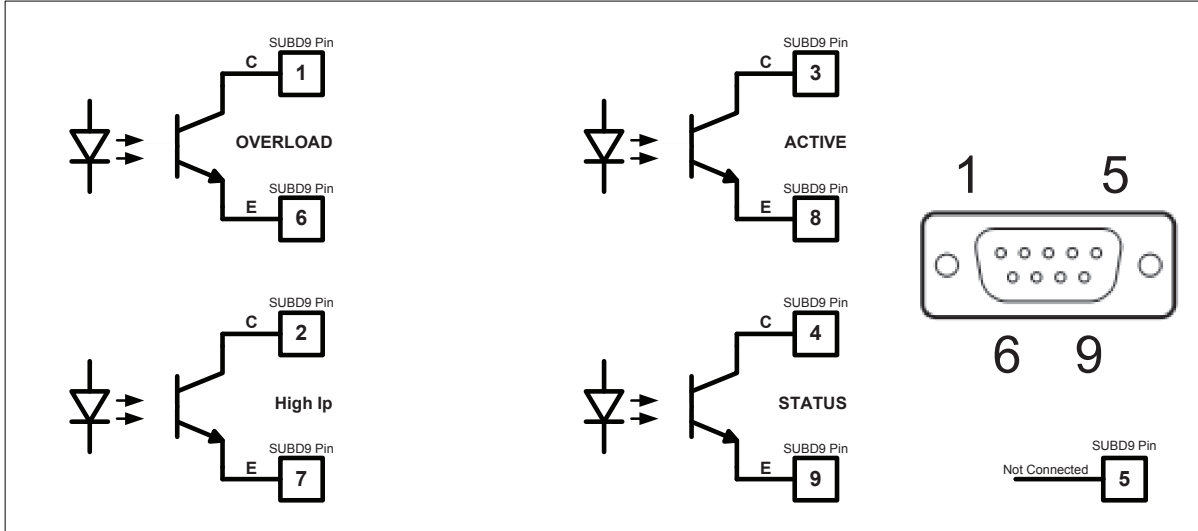 SUBD9 Pin
C
1
OVERLOAD
SUBD9 Pin
E
6
SUBD9 Pin
C
3
ACTIVE
SUBD9 Pin
E
8
SUBD9 Pin
C
2
High Ip
SUBD9 Pin
E
7
SUBD9 Pin
C
4
STATUS
SUBD9 Pin
E
9
1 5
6 9
SUBD9 Pin
Not Connected
5